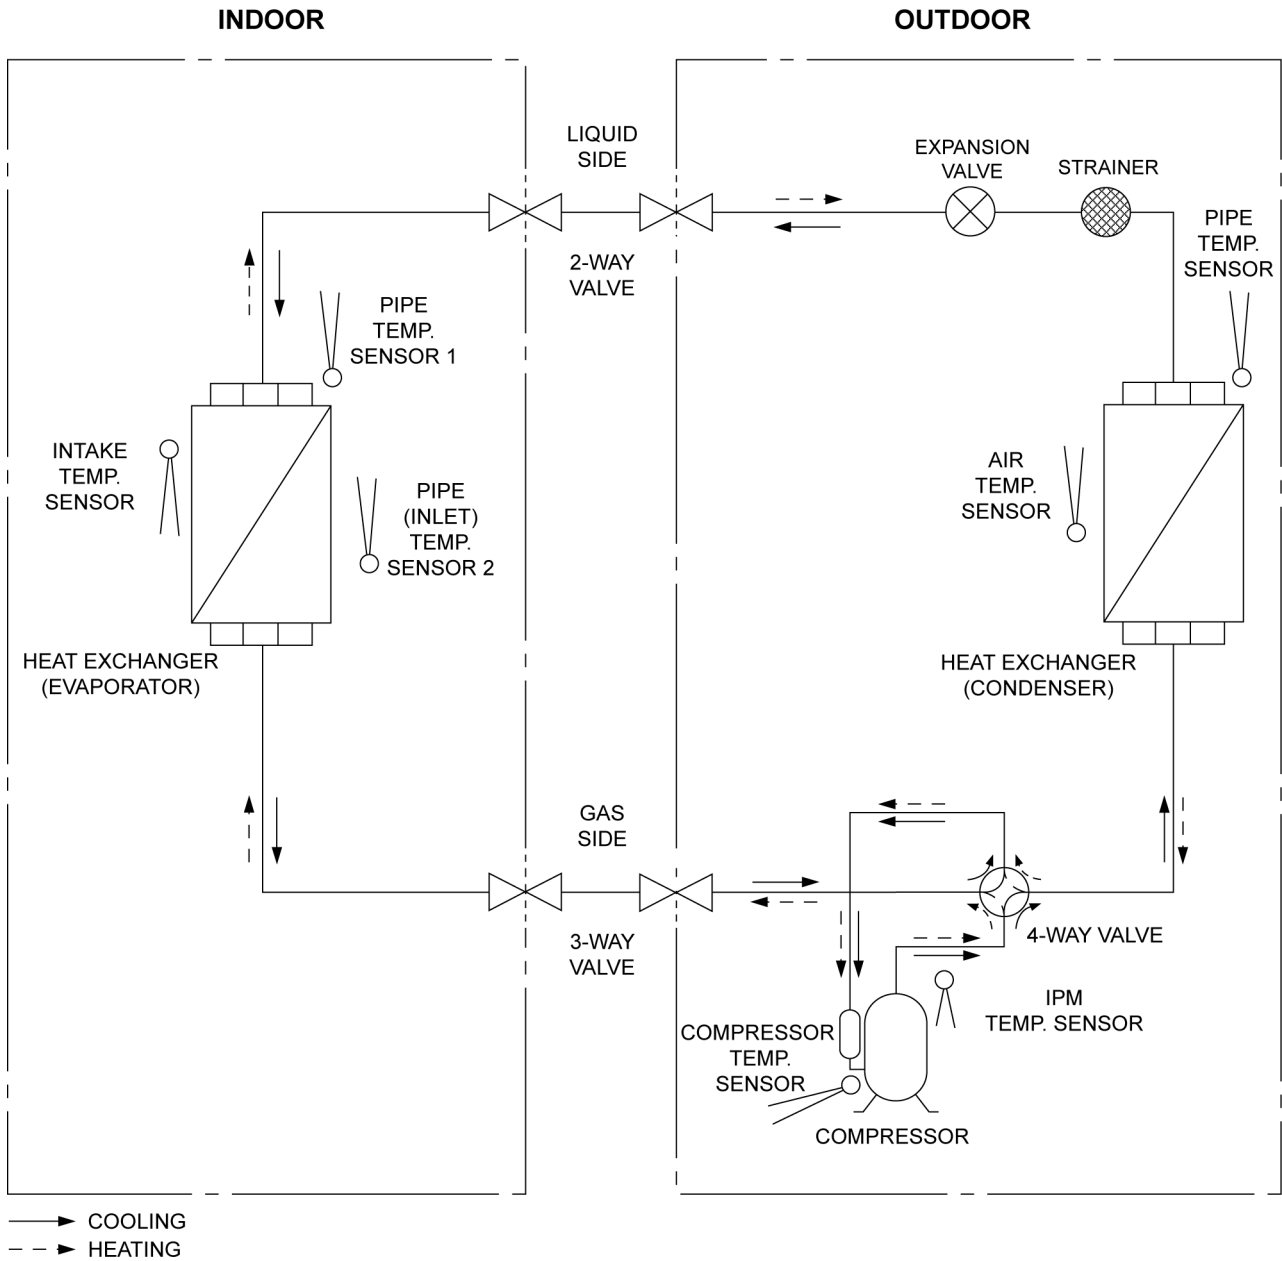 INDOOR
OUTDOOR
LIQUID
SIDE
EXPANSION
VALVE
STRAINER
PIPE
TEMP.
SENSOR
2-WAY
VALVE
PIPE
TEMP.
SENSOR 1
INTAKE
TEMP.
SENSOR
PIPE
(INLET)
TEMP.
SENSOR 2
AIR
TEMP.
SENSOR
HEAT EXCHANGER
(EVAPORATOR)
HEAT EXCHANGER
(CONDENSER)
GAS
SIDE
3-WAY
VALVE
4-WAY VALVE
IPM
TEMP. SENSOR
COMPRESSOR
TEMP.
SENSOR
COMPRESSOR
COOLING
HEATING